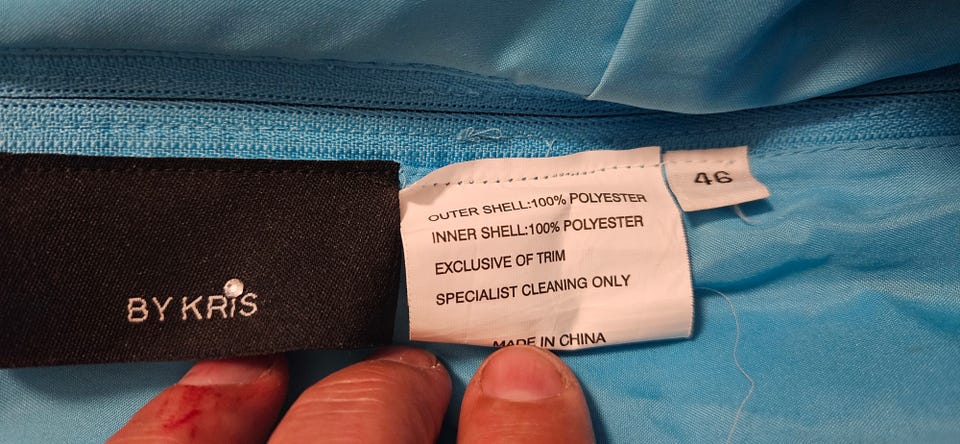 BY KRiS
OUTER SHELL:100% POLYESTER
INNER SHELL:100% POLYESTER
EXCLUSIVE OF TRIM
SPECIALIST CLEANING ONLY
MADE IN CHINA
46